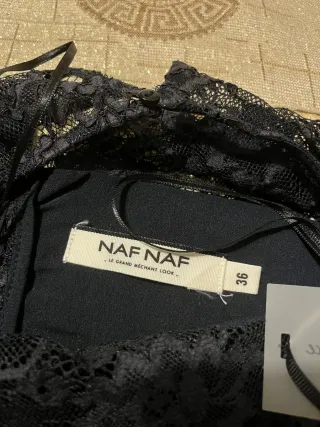 NAF NAF
„ LE GRAND MÉCHANT LOOK „
36